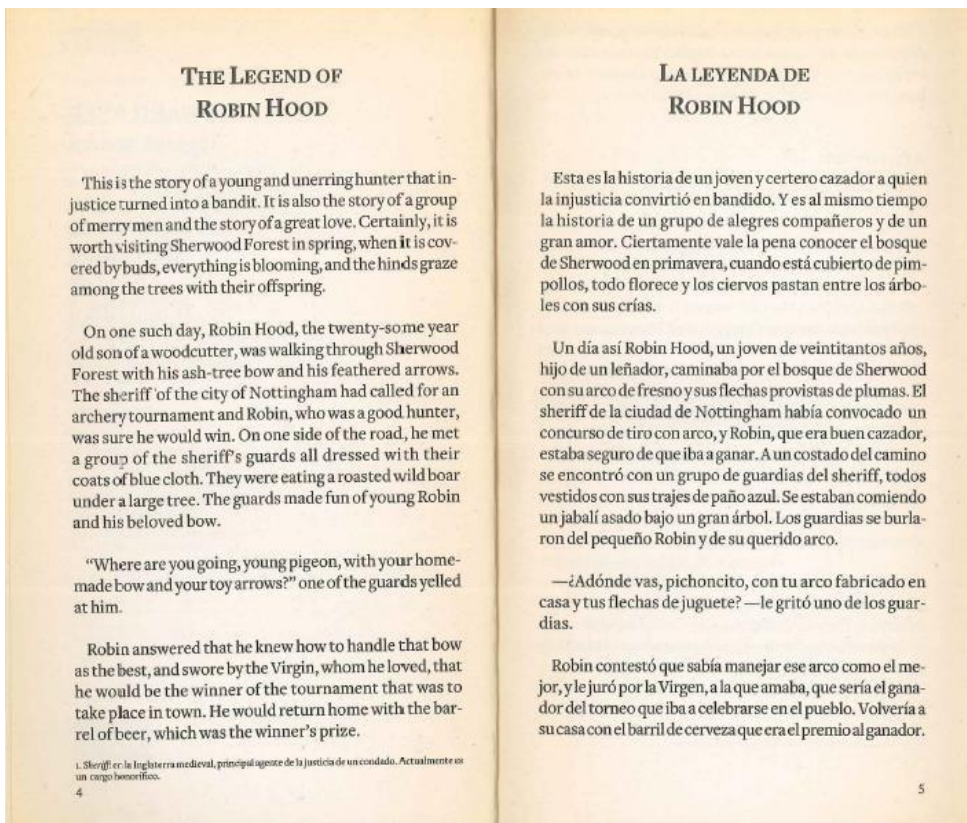 THE LEGEND OF
ROBIN HOOD
This is the story of a young and unerring hunter that in-
justice turned into a bandit. It is also the story of a group
of merry men and the story of a great love. Certainly, it is
worth visiting Sherwood Forest in spring, when it is cov-
ered by buds, everything is blooming, and the hinds graze
among the trees with their offspring.
On one such day, Robin Hood, the twenty-some year
old son of a woodcutter, was walking through Sherwood
Forest with his ash-tree bow and his feathered arrows.
The sheriff¹ of the city of Nottingham had called for an
archery tournament and Robin, who was a good hunter,
was sure he would win. On one side of the road, he met
a group of the sheriff's guards all dressed with their
coats of blue cloth. They were eating a roasted wild boar
under a large tree. The guards made fun of young Robin
and his beloved bow.
“Where are you going, young pigeon, with your home-
made bow and your toy arrows?” one of the guards yelled
at him.
Robin answered that he knew how to handle that bow
as the best, and swore by the Virgin, whom he loved, that
he would be the winner of the tournament that was to
take place in town. He would return home with the bar-
rel of beer, which was the winner's prize.
1. Sheriff: en la Inglaterra medieval, principal agente de la justicia de un condado. Actualmente es
un cargo honorífico.
4
LA LEYENDA DE
ROBIN HOOD
Esta es la historia de un joven y certero cazador a quien
la injusticia convirtió en bandido. Y es al mismo tiempo
la historia de un grupo de alegres compañeros y de un
gran amor. Ciertamente vale la pena conocer el bosque
de Sherwood en primavera, cuando está cubierto de pim-
pollos, todo florece y los ciervos pastan entre los árbo-
les con sus crías.
Un día así Robin Hood, un joven de veintitantos años,
hijo de un leñador, caminaba por el bosque de Sherwood
con su arco de fresno y sus flechas provistas de plumas. El
sheriff de la ciudad de Nottingham había convocado un
concurso de tiro con arco, y Robin, que era buen cazador,
estaba seguro de que iba a ganar. A un costado del camino
se encontró con un grupo de guardias del sheriff, todos
vestidos con sus trajes de paño azul. Se estaban comiendo
un jabalí asado bajo un gran árbol. Los guardias se burla-
ron del pequeño Robin y de su querido arco.
—¿Adónde vas, pichoncito, con tu arco fabricado en
casa y tus flechas de juguete? —le gritó uno de los guar-
dias.
Robin contestó que sabía manejar ese arco como el me-
jor, y le juró por la Virgen, a la que amaba, que sería el gana-
dor del torneo que iba a celebrarse en el pueblo. Volvería a
su casa con el barril de cerveza que era el premio al ganador.
5